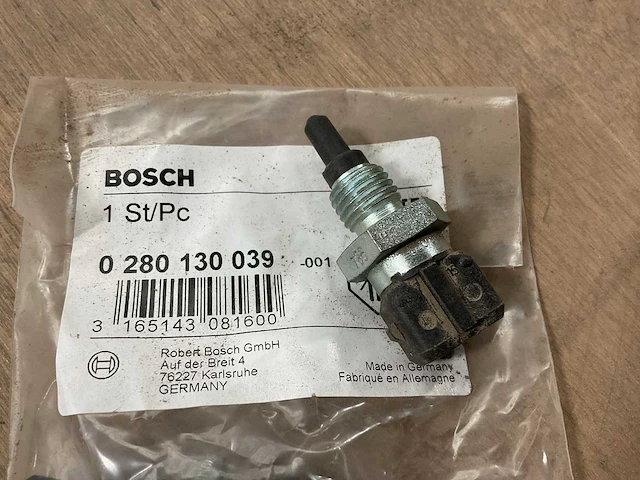 BOSCH
1 St/Pc
0 280 130 039 -001
3 165143 081600
Robert Bosch GmbH
Auf der Breit 4
76227 Karlsruhe
GERMANY
Made in Germany
Fabriqué en Allemagne